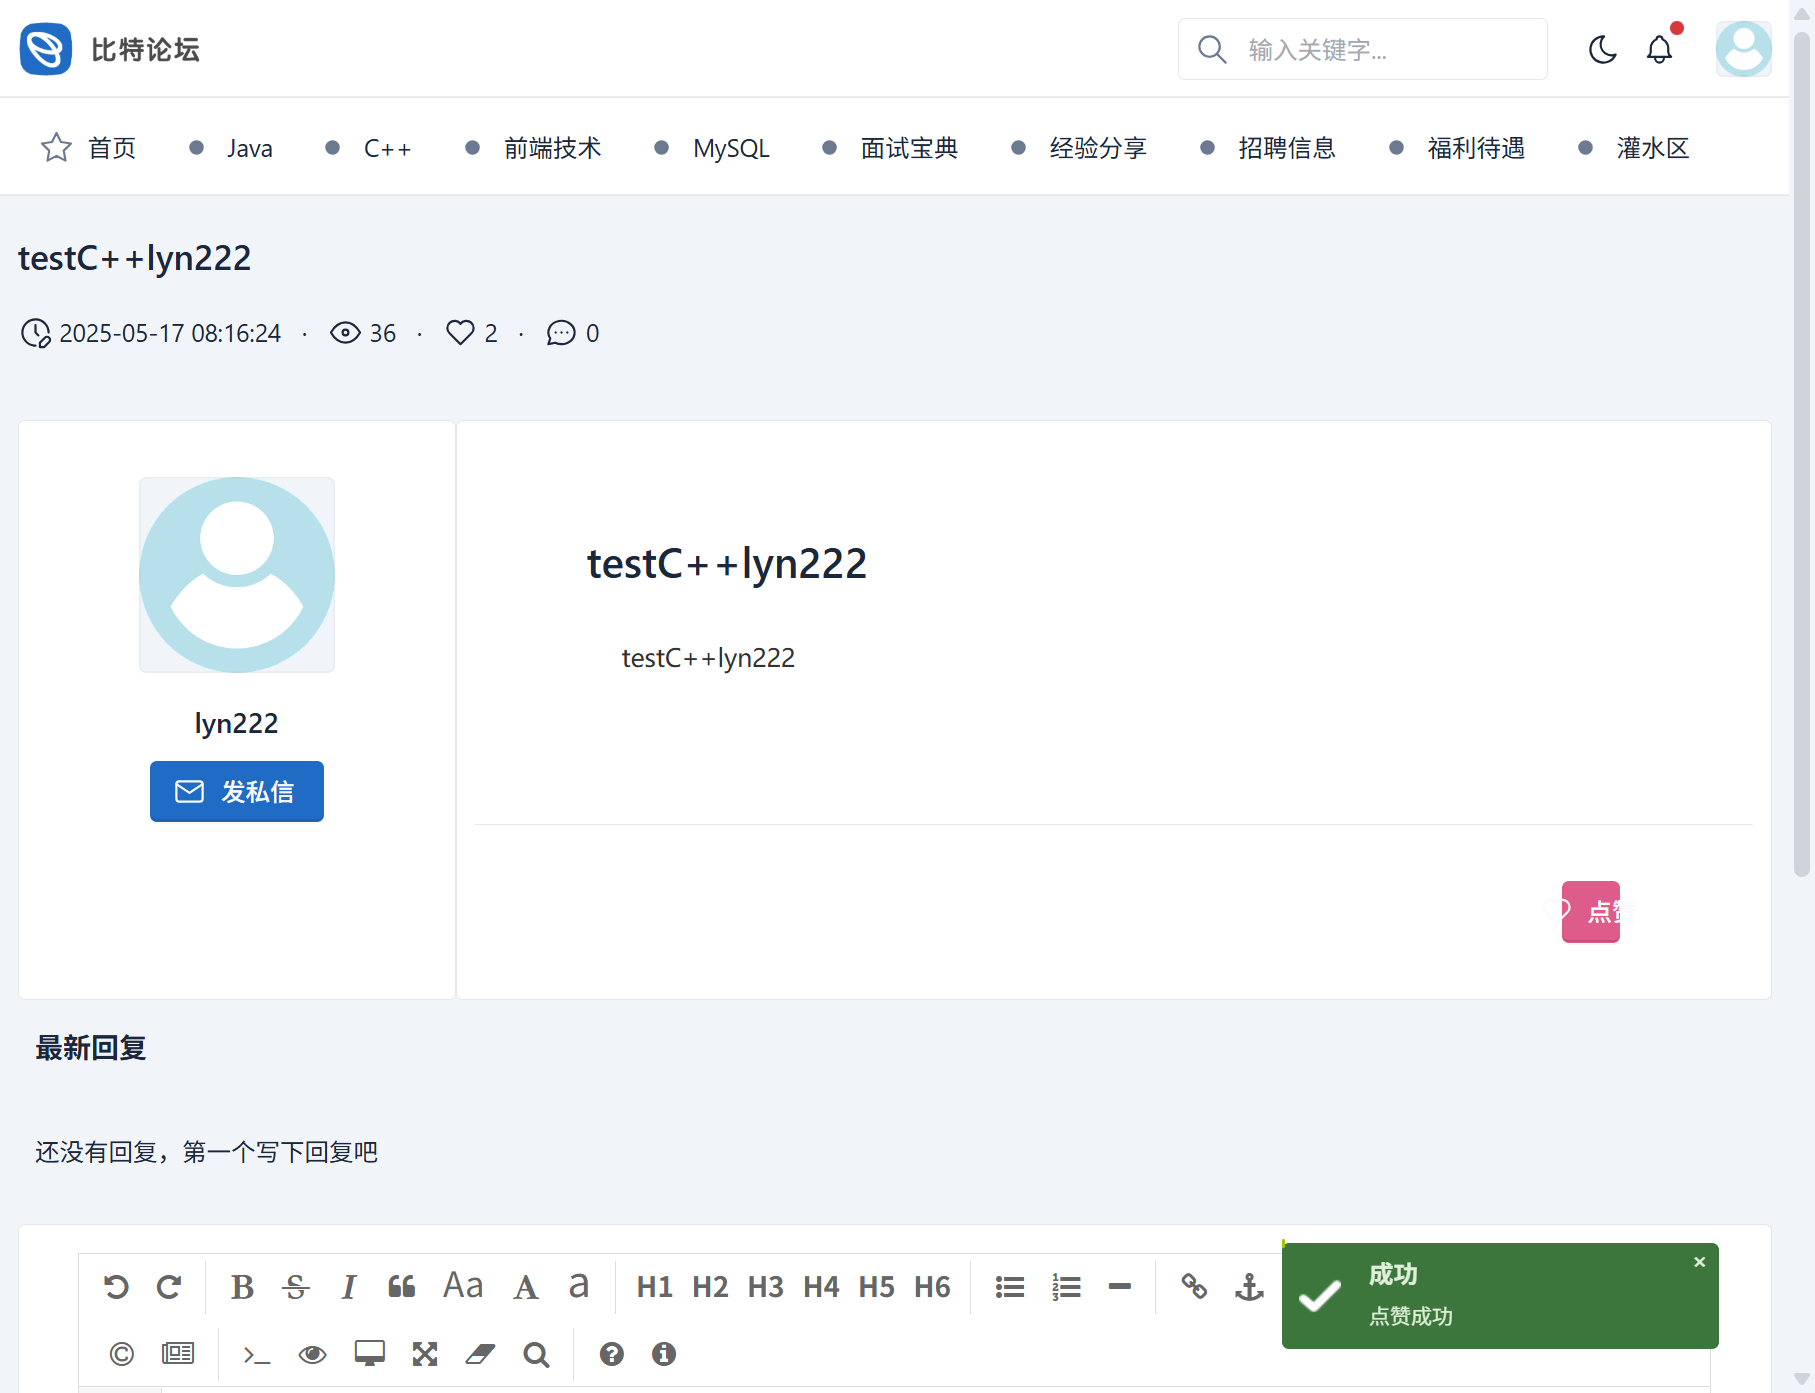 比特论坛
输入关键字...
首页 Java C++ 前端技术 MySQL 面试宝典 经验分享 招聘信息 福利待遇 灌水区
testC++lyn222
2025-05-17 08:16:24 · 36 · 2 · 0
testC++lyn222
testC++lyn222
lyn222
发私信
点赞
最新回复
还没有回复，第一个写下回复吧
B S I Aa A a H1 H2 H3 H4 H5 H6
成功
×
点赞成功